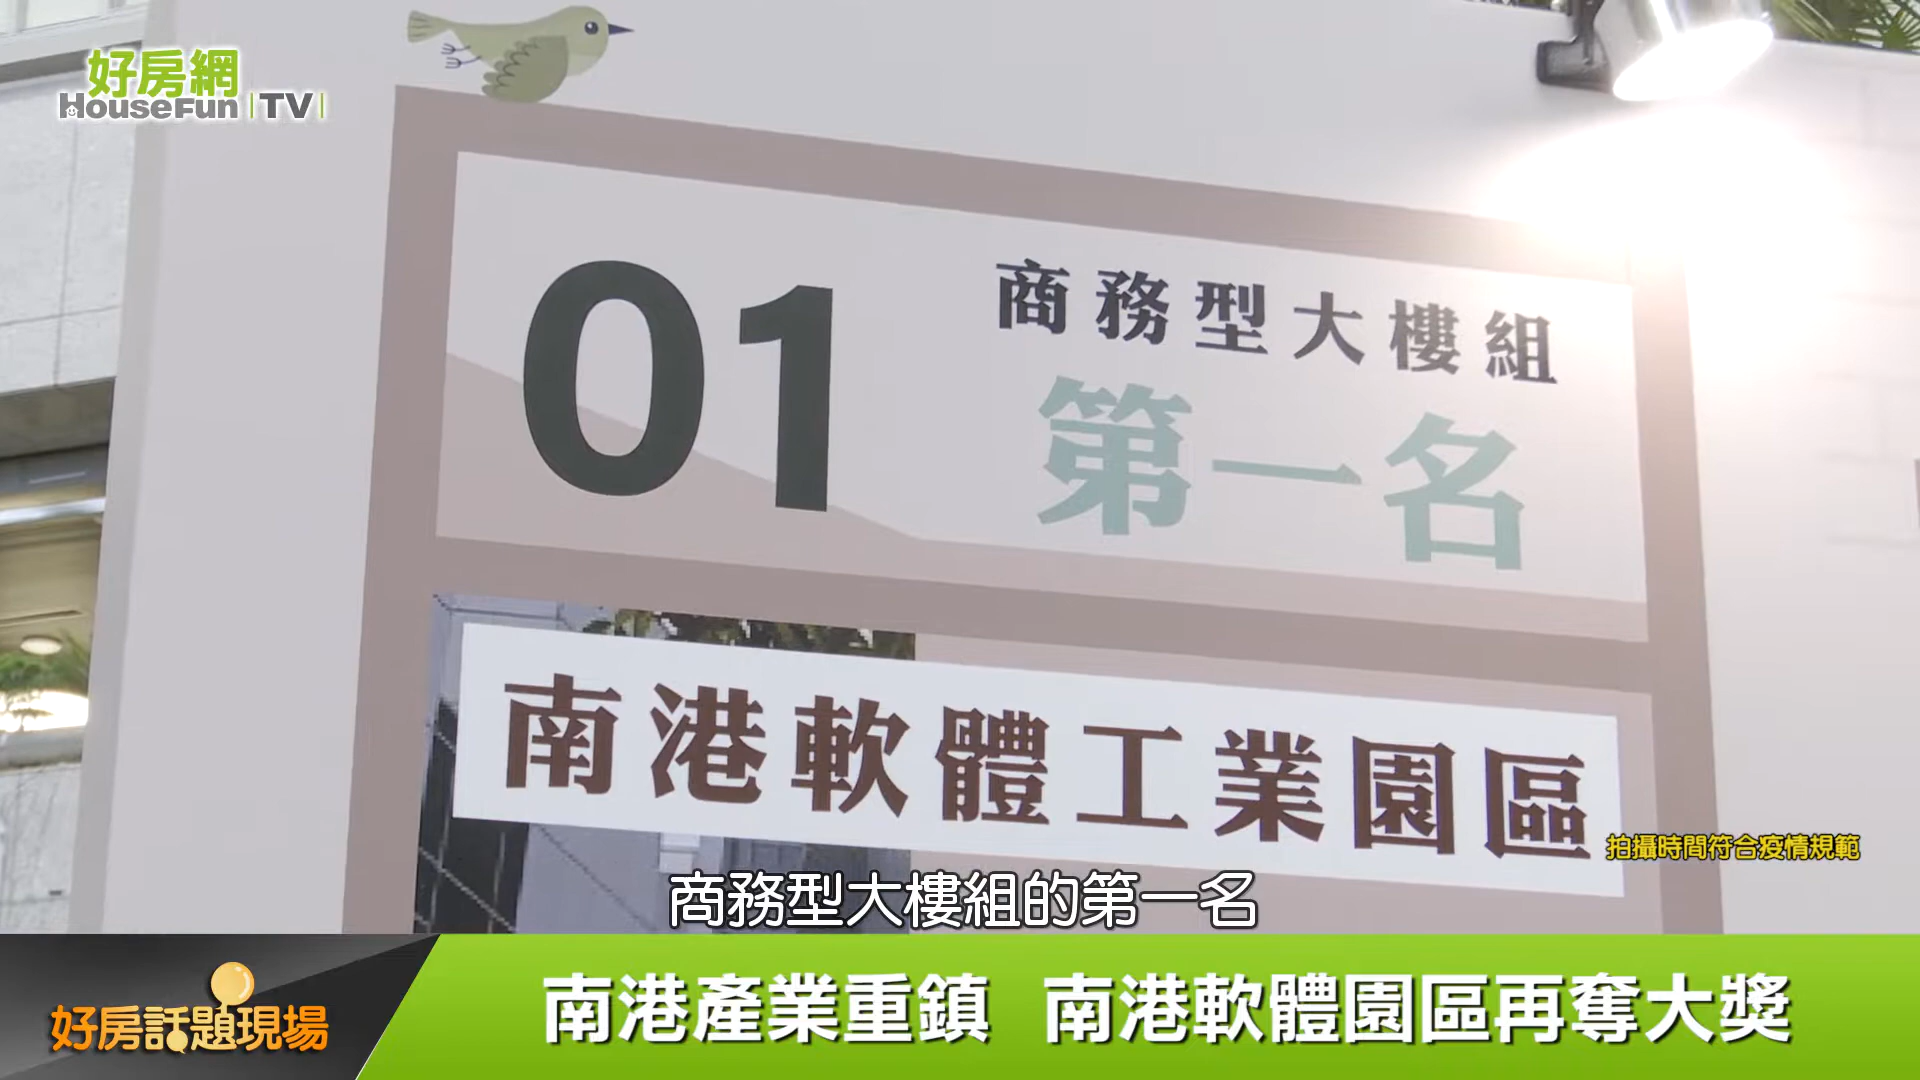 好房網
HouseFun TV
01
商務型大樓組
第一名
南港軟體工業園區
拍攝時間符合疫情規範
商務型大樓組的第一名
好房話題現場
南港產業重鎮 南港軟體園區再奪大獎